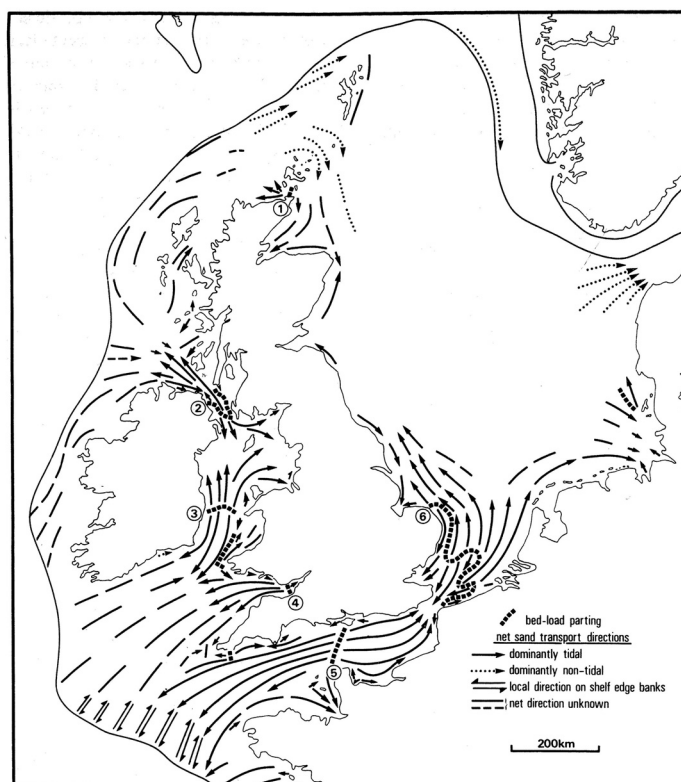 ①
②
③
⑥
④
⑤
bed-load parting
net sand transport directions
dominantly tidal
dominantly non-tidal
local direction on shelf edge banks
net direction unknown
200km